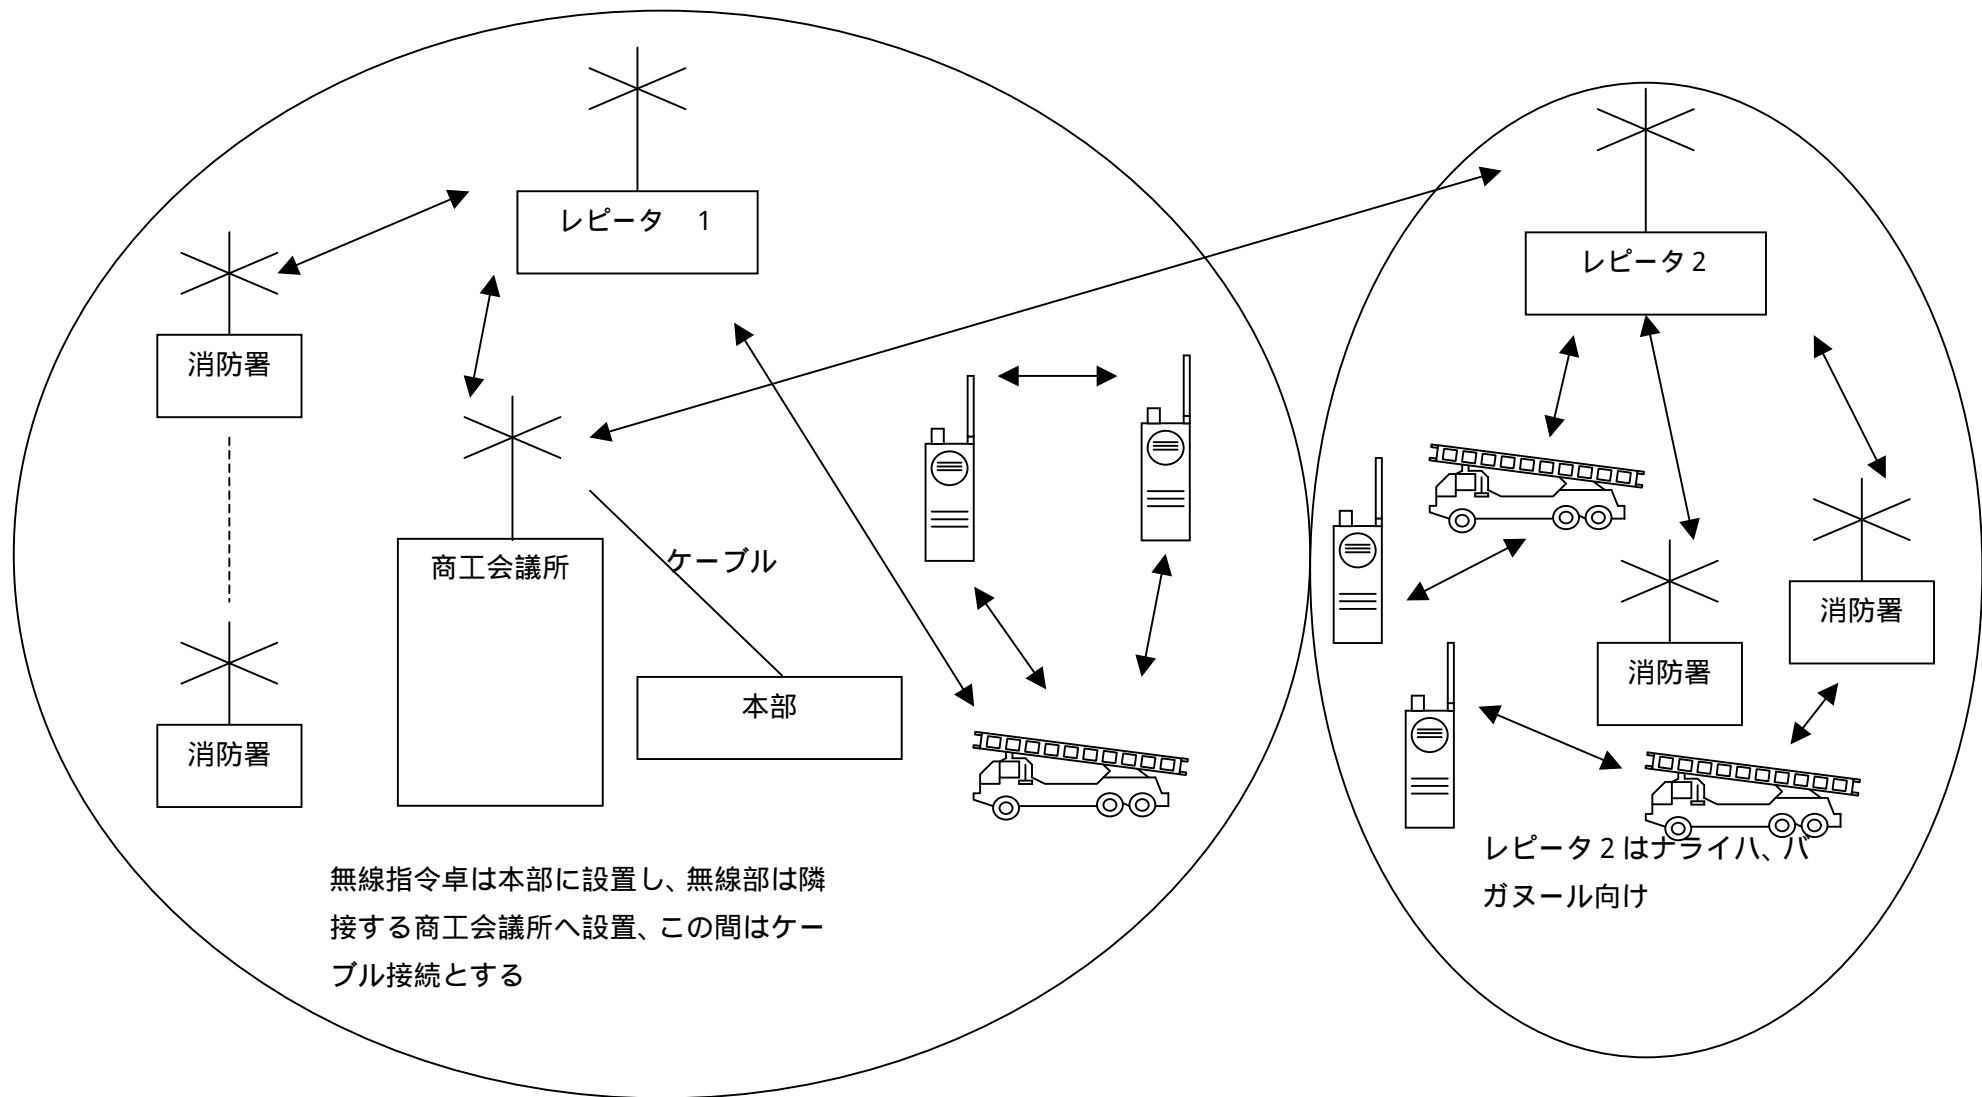 レピータ　1
レピータ 2
消防署
商工会議所
ケーブル
消防署
消防署
消防署
本部
消防署
無線指令卓は本部に設置し、無線部は隣
接する商工会議所へ設置、この間はケー
ブル接続とする
レピータ 2 はナライハ、バ
ガヌール向け